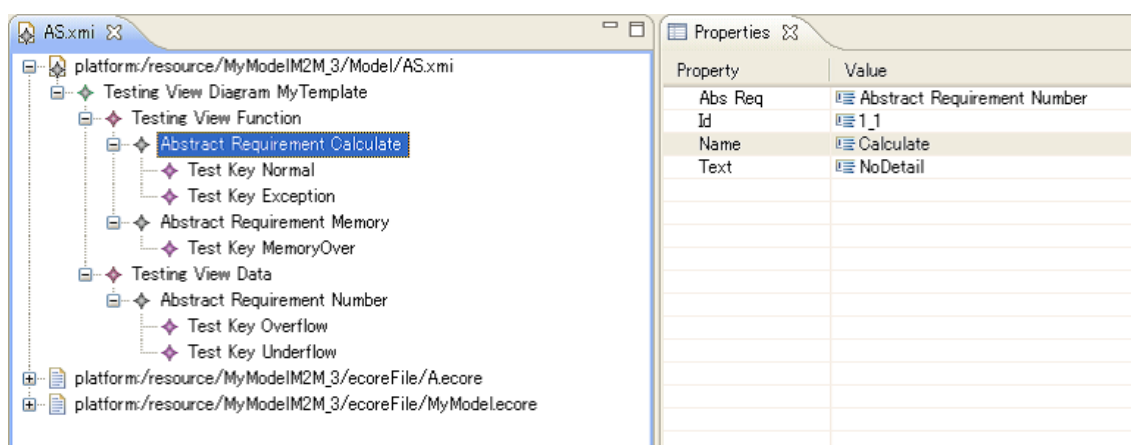 AS.xmi
platform:/resource/MyModelM2M_3/Model/AS.xmi
Testing View Diagram MyTemplate
Testing View Function
Abstract Requirement Calculate
Test Key Normal
Test Key Exception
Abstract Requirement Memory
Test Key MemoryOver
Testing View Data
Abstract Requirement Number
Test Key Overflow
Test Key Underflow
platform:/resource/MyModelM2M_3/ecoreFile/A.ecore
platform:/resource/MyModelM2M_3/ecoreFile/MyModel.ecore
Properties
Property Value
Abs Req Abstract Requirement Number
Id 1_1
Name Calculate
Text NoDetail